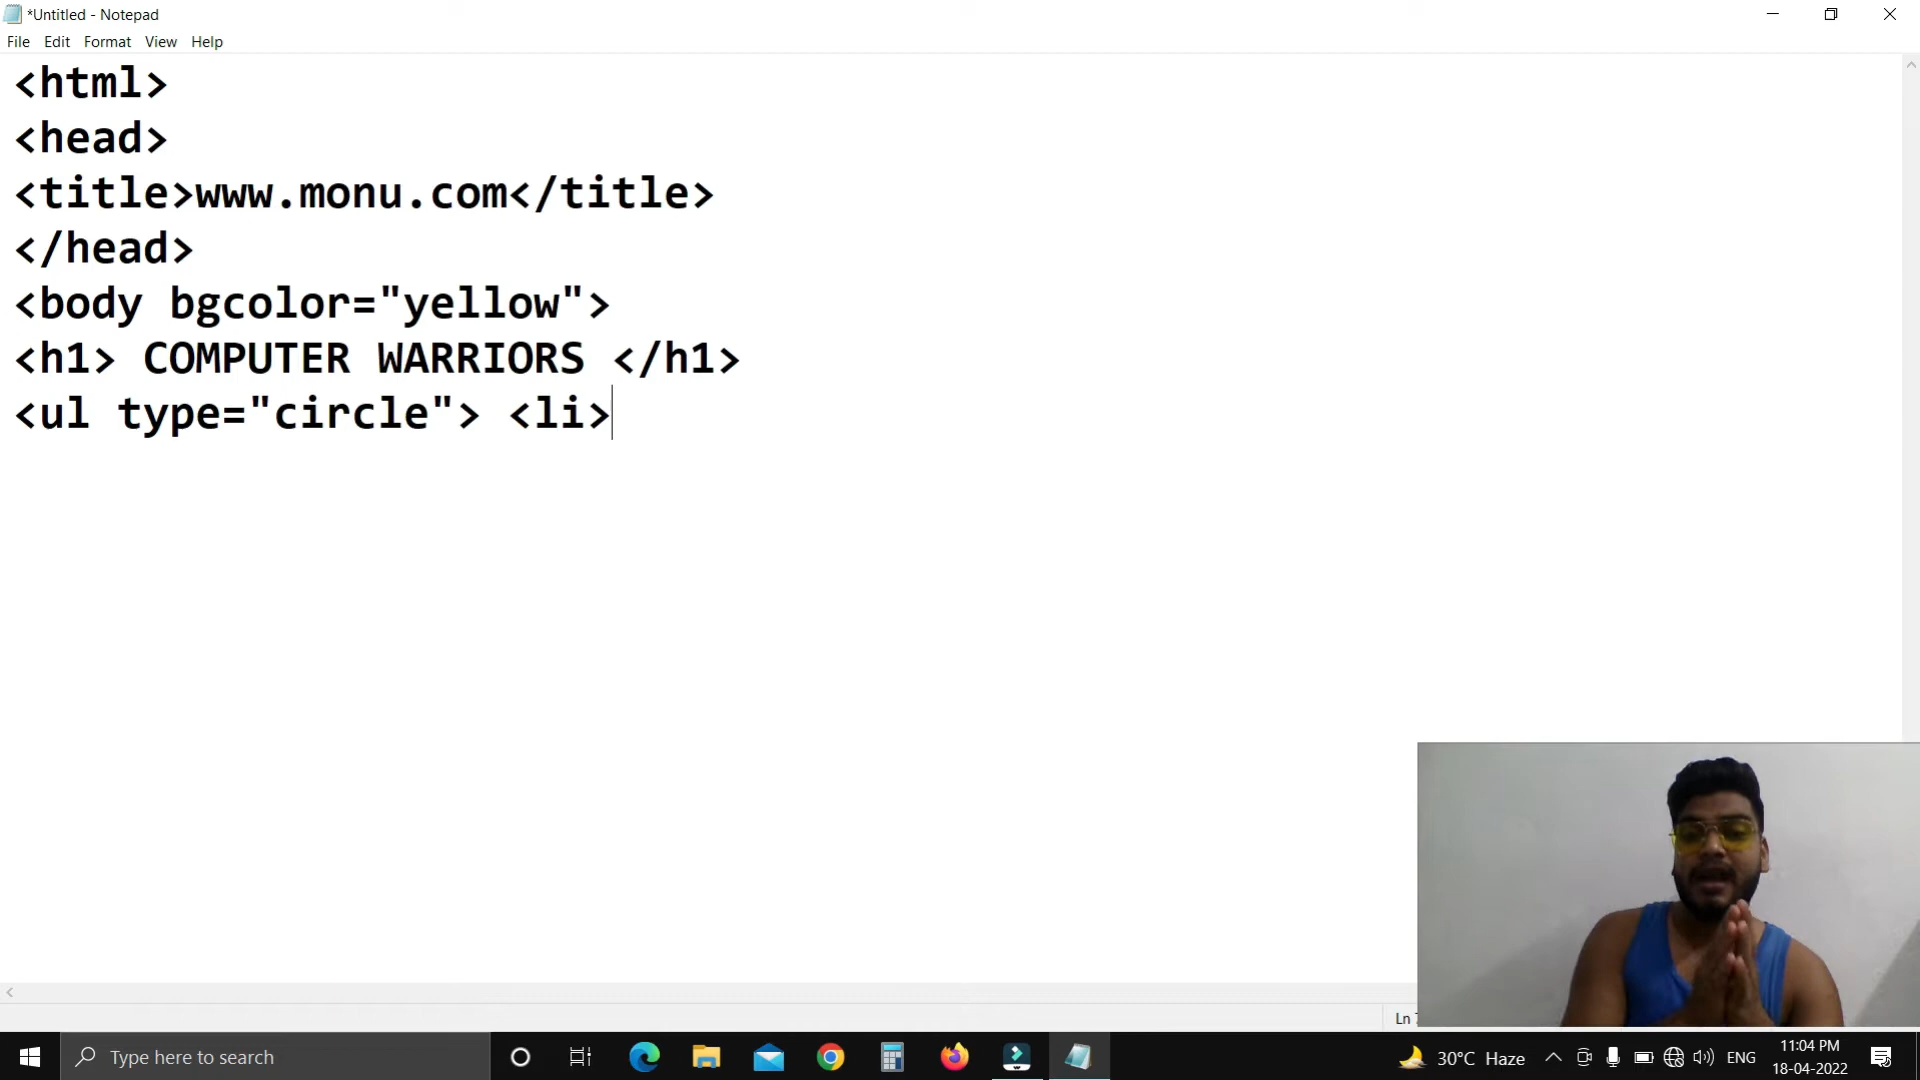 *Untitled - Notepad
File Edit Format View Help
<html>
<head>
<title>www.monu.com</title>
</head>
<body bgcolor="yellow">
<h1> COMPUTER WARRIORS </h1>
<ul type="circle"> <li>
Ln
Type here to search
30°C Haze
ENG
11:04 PM
18-04-2022